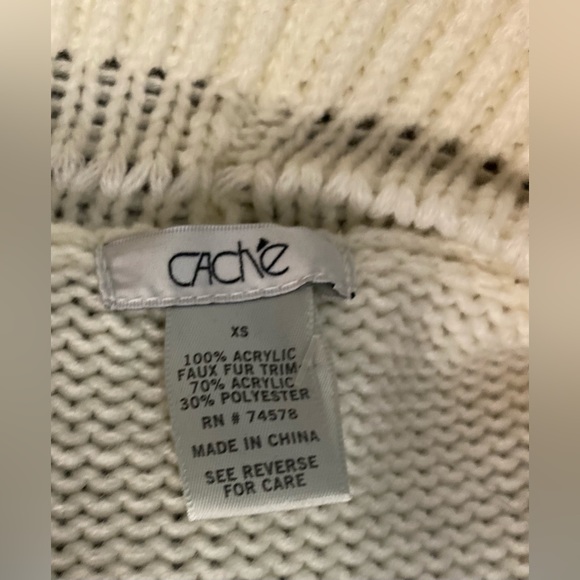 CACHÉ
XS
100% ACRYLIC
FAUX FUR TRIM-
70% ACRYLIC
30% POLYESTER
RN # 74578
MADE IN CHINA
SEE REVERSE
FOR CARE